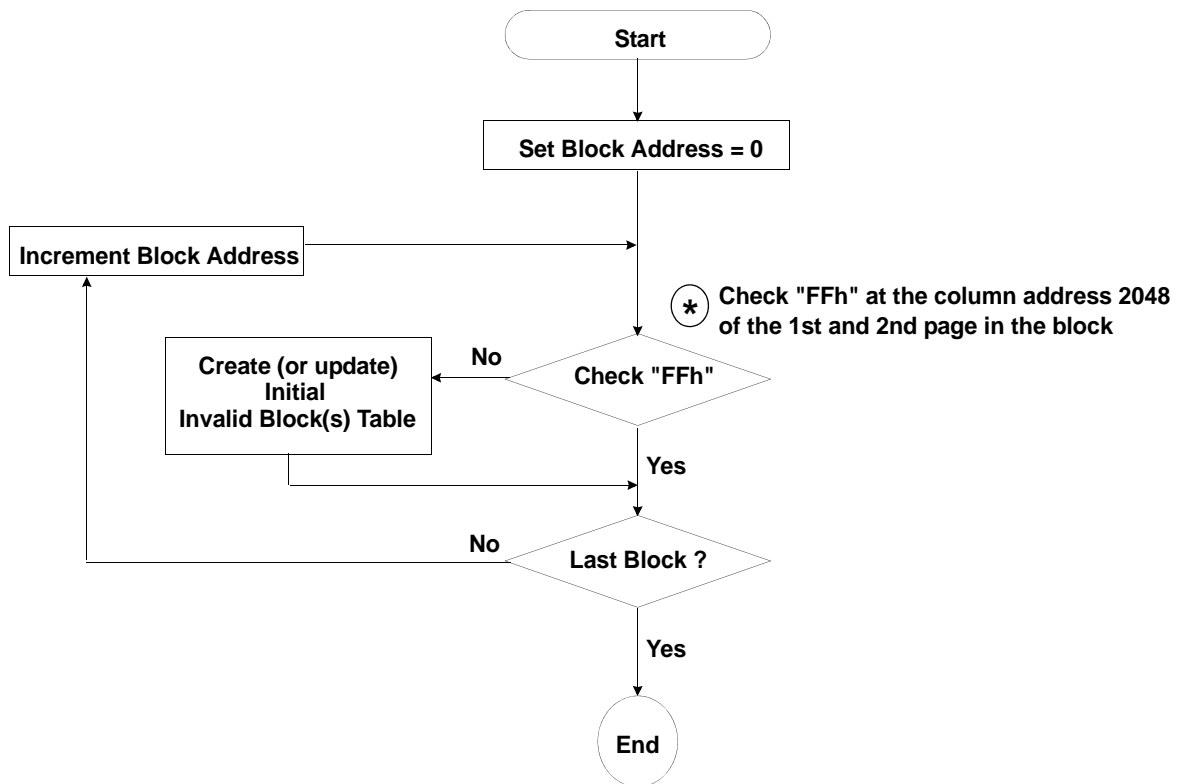 Start
Set Block Address = 0
Increment Block Address
* Check "FFh" at the column address 2048
of the 1st and 2nd page in the block
No
Create (or update)
Initial
Invalid Block(s) Table
Check "FFh"
Yes
No
Last Block ?
Yes
End